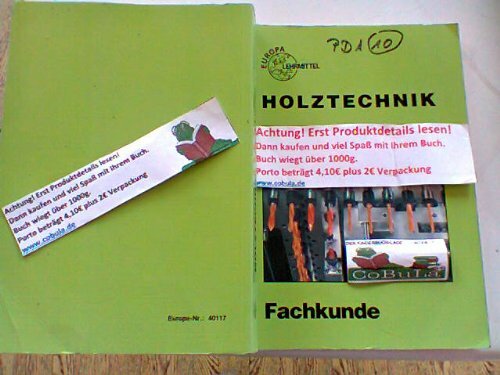 Achtung! Erst Produktdetails lesen!
Dann kaufen und viel Spaß mit Ihrem Buch.
Buch wiegt über 1000g.
Porto beträgt 4,10€ plus 2€ Verpackung
www.cobula.de
Europa-Nr.: 40117
PDA 10
EUROPA
LEHRMITTEL
HOLZTECHNIK
Achtung! Erst Produktdetails lesen!
Dann kaufen und viel Spaß mit Ihrem Buch.
Buch wiegt über 1000g.
Porto beträgt 4,10€ plus 2€ Verpackung
www.cobula.de
CoBuLa
Fachkunde